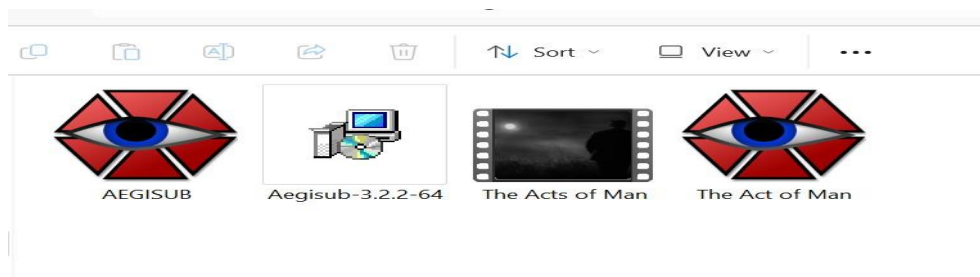 Sort View
AEGISUB Aegisub-3.2.2-64 The Acts of Man The Act of Man